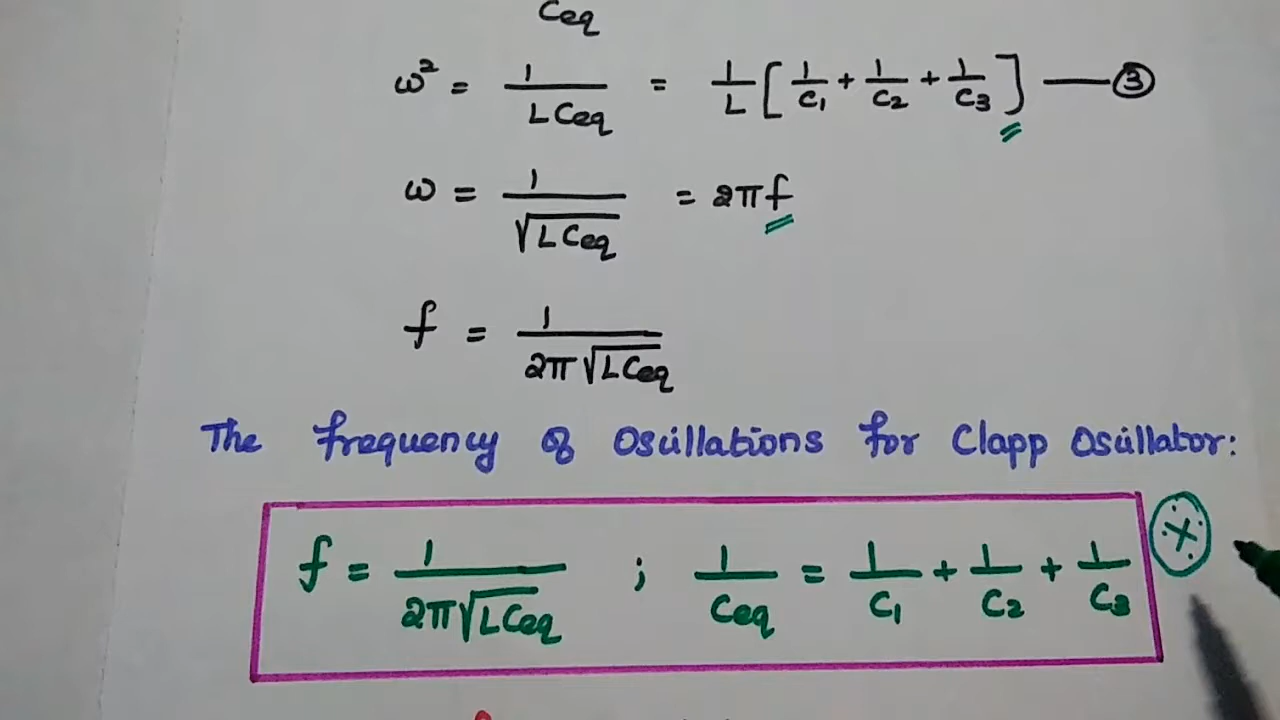 Ceq
ω² = 1/(LCeq) = 1/L [1/C₁ + 1/C₂ + 1/C₃] — ③
ω = 1/√(LCeq) = 2πf
f = 1/(2π√(LCeq))
The frequency of Oscillations for Clapp Oscillator:
f = 1/(2π√(LCeq)) ; 1/Ceq = 1/C₁ + 1/C₂ + 1/C₃